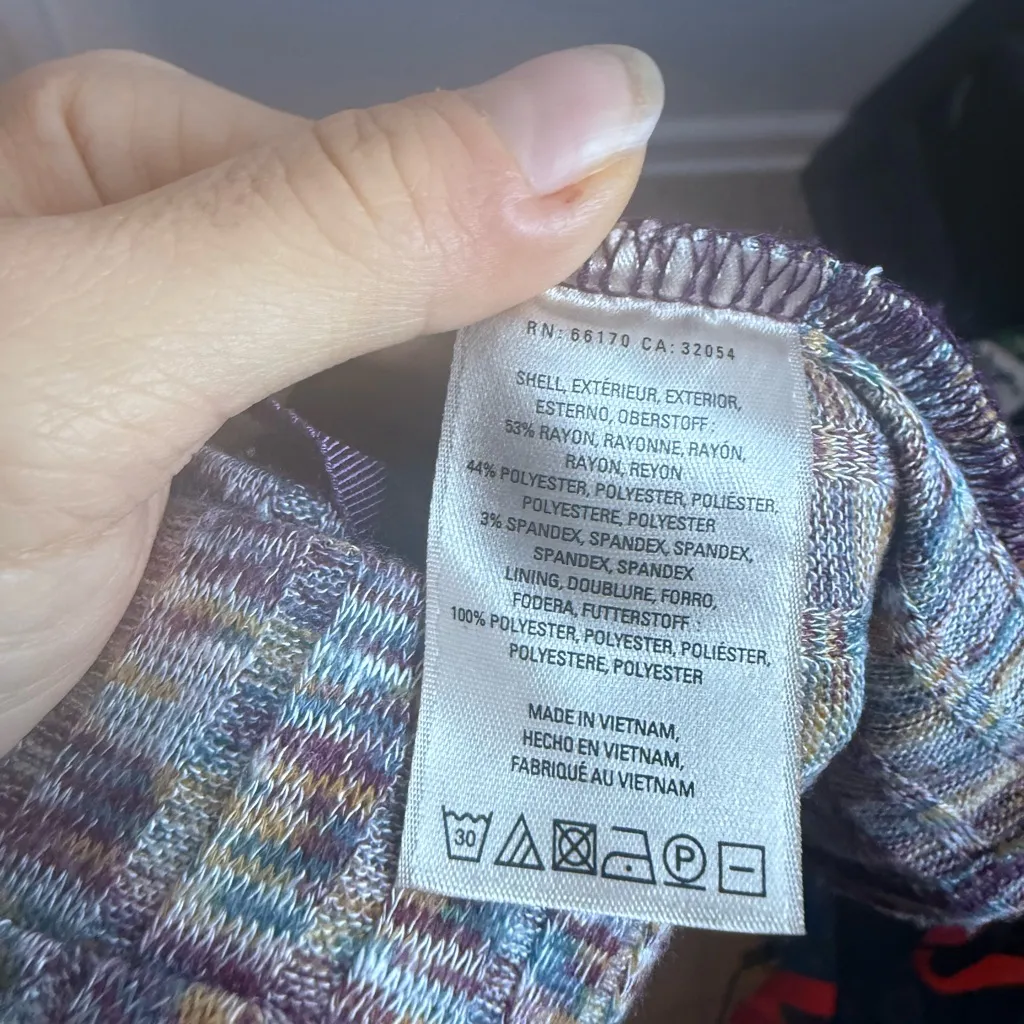 RN: 66170 CA: 32054
SHELL, EXTÉRIEUR, EXTERIOR,
ESTERNO, OBERSTOFF :
53% RAYON, RAYONNE, RAYÓN,
RAYON, REYON
44% POLYESTER, POLYESTER, POLIÉSTER,
POLYESTERE, POLYESTER
3% SPANDEX, SPANDEX, SPANDEX,
SPANDEX, SPANDEX
LINING, DOUBLURE, FORRO,
FODERA, FUTTERSTOFF :
100% POLYESTER, POLYESTER, POLIÉSTER,
POLYESTERE, POLYESTER
MADE IN VIETNAM,
HECHO EN VIETNAM,
FABRIQUÉ AU VIETNAM
30 P